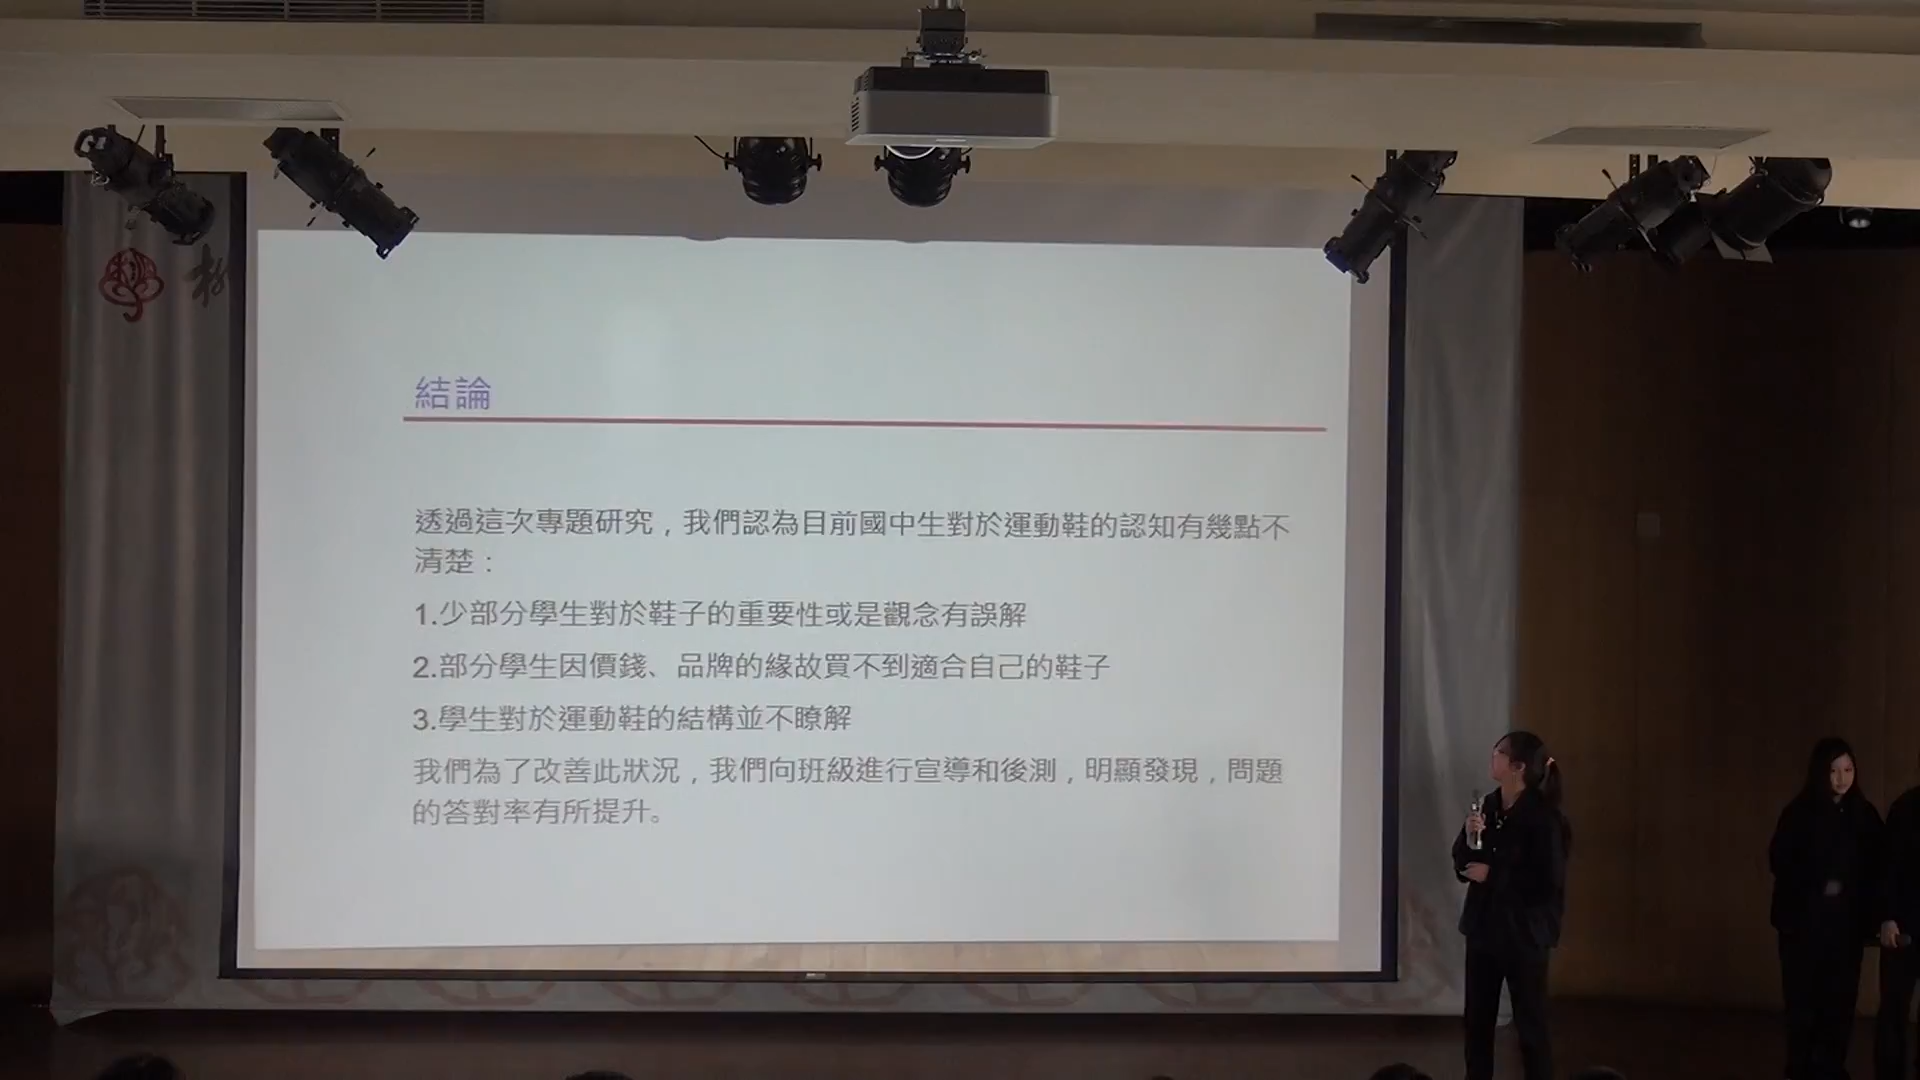 結論
透過這次專題研究，我們認為目前國中生對於運動鞋的認知有幾點不
清楚：
1.少部分學生對於鞋子的重要性或是觀念有誤解
2.部分學生因價錢、品牌的緣故買不到適合自己的鞋子
3.學生對於運動鞋的結構並不瞭解
我們為了改善此狀況，我們向班級進行宣導和後測，明顯發現，問題
的答對率有所提升。